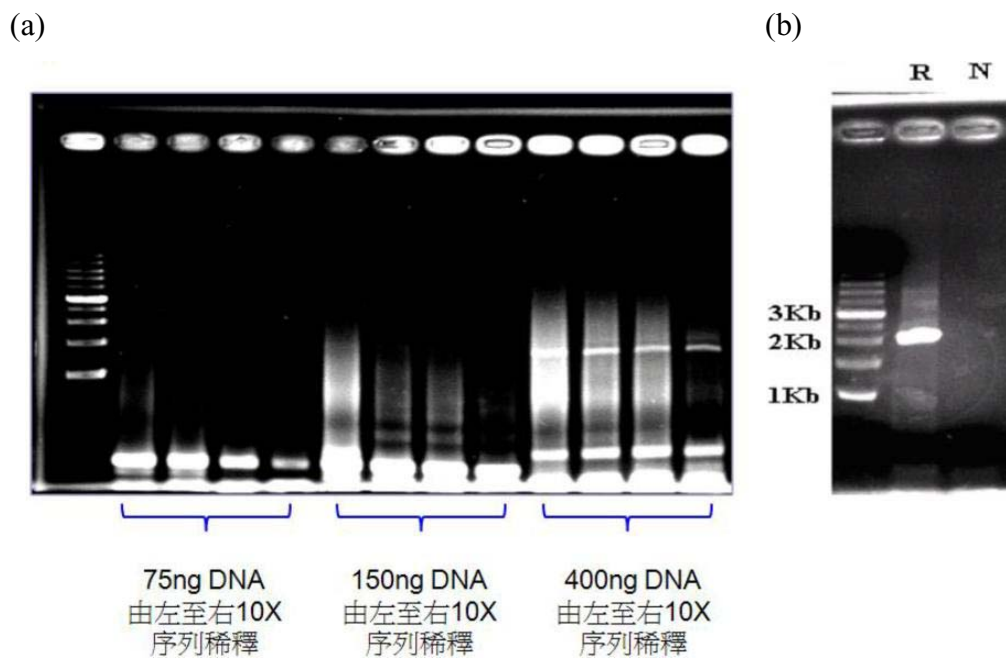 (a)
(b)
R N
3Kb
2Kb
1Kb
75ng DNA
由左至右10X
序列稀釋
150ng DNA
由左至右10X
序列稀釋
400ng DNA
由左至右10X
序列稀釋